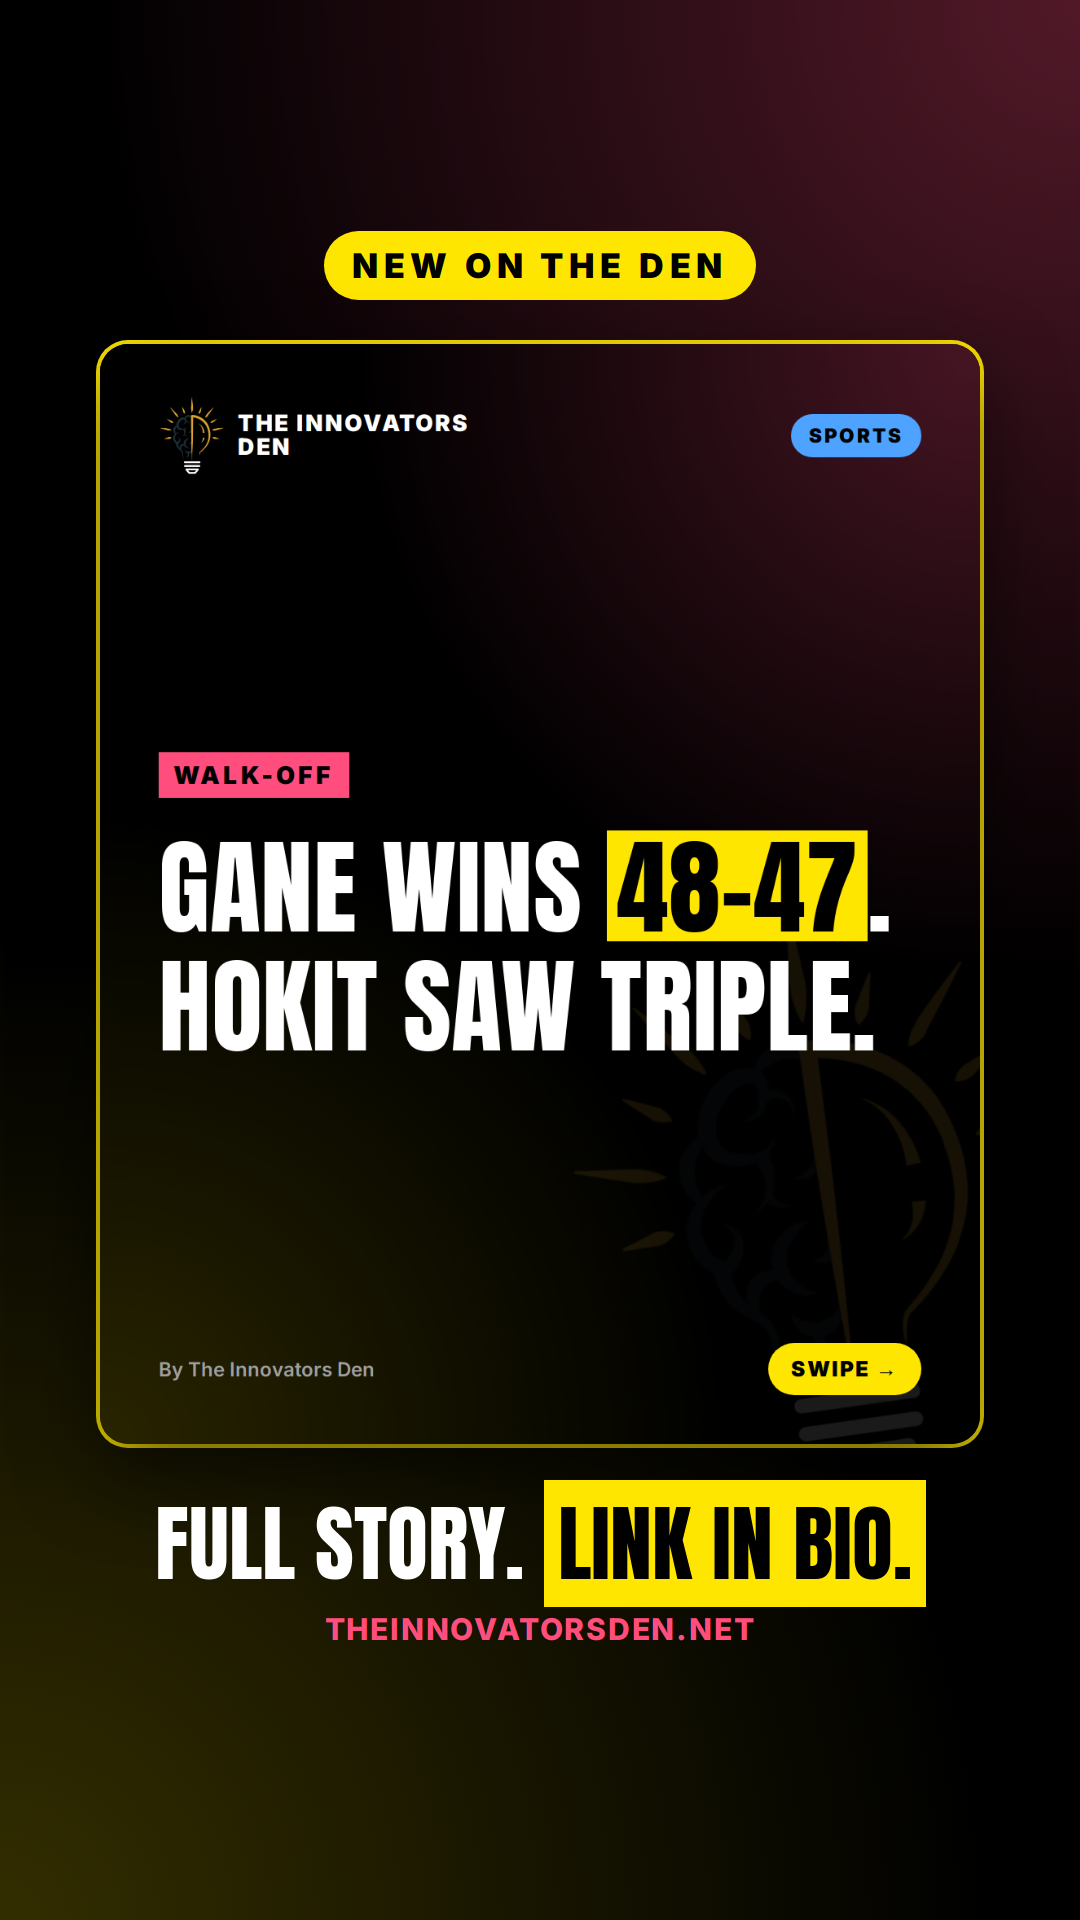 NEW ON THE DEN
THE INNOVATORS
DEN
SPORTS
WALK-OFF
GANE WINS 48-47.
HOKIT SAW TRIPLE.
By The Innovators Den
SWIPE →
FULL STORY. LINK IN BIO.
THEINNOVATORSDEN.NET